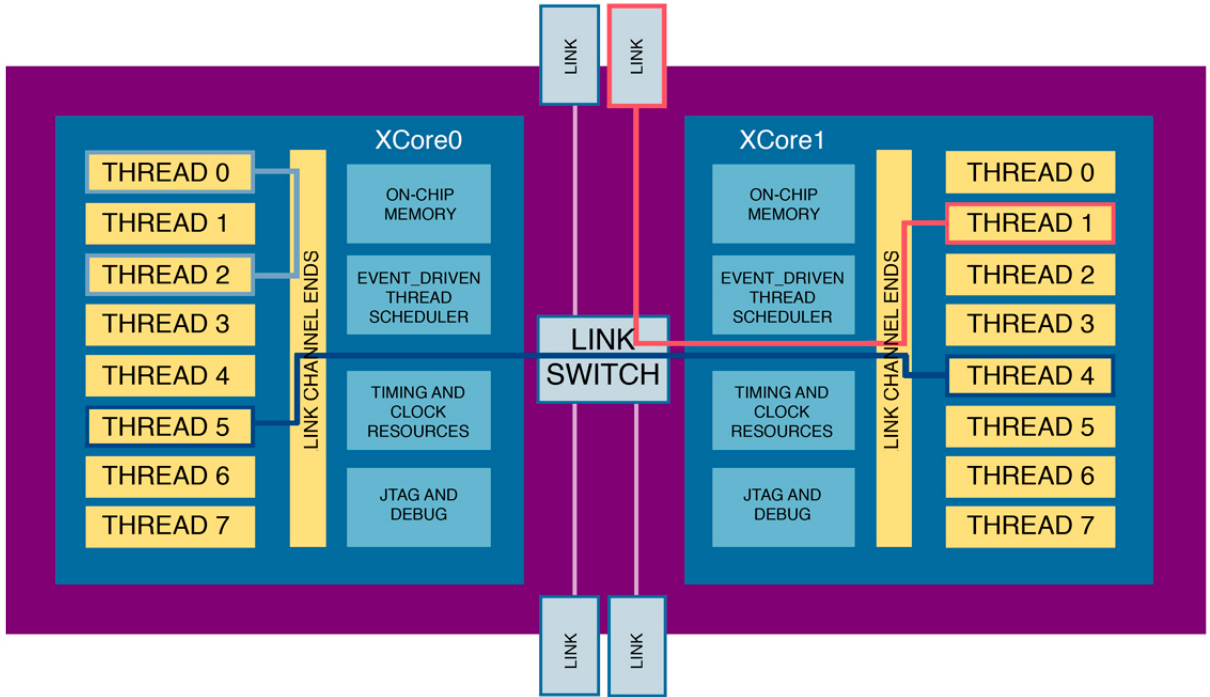 LINK
LINK
XCore0
THREAD 0
THREAD 1
THREAD 2
THREAD 3
THREAD 4
THREAD 5
THREAD 6
THREAD 7
LINK CHANNEL ENDS
ON-CHIP
MEMORY
EVENT_DRIVEN
THREAD
SCHEDULER
TIMING AND
CLOCK
RESOURCES
JTAG AND
DEBUG
LINK
SWITCH
XCore1
ON-CHIP
MEMORY
EVENT_DRIVEN
THREAD
SCHEDULER
TIMING AND
CLOCK
RESOURCES
JTAG AND
DEBUG
LINK CHANNEL ENDS
THREAD 0
THREAD 1
THREAD 2
THREAD 3
THREAD 4
THREAD 5
THREAD 6
THREAD 7
LINK
LINK